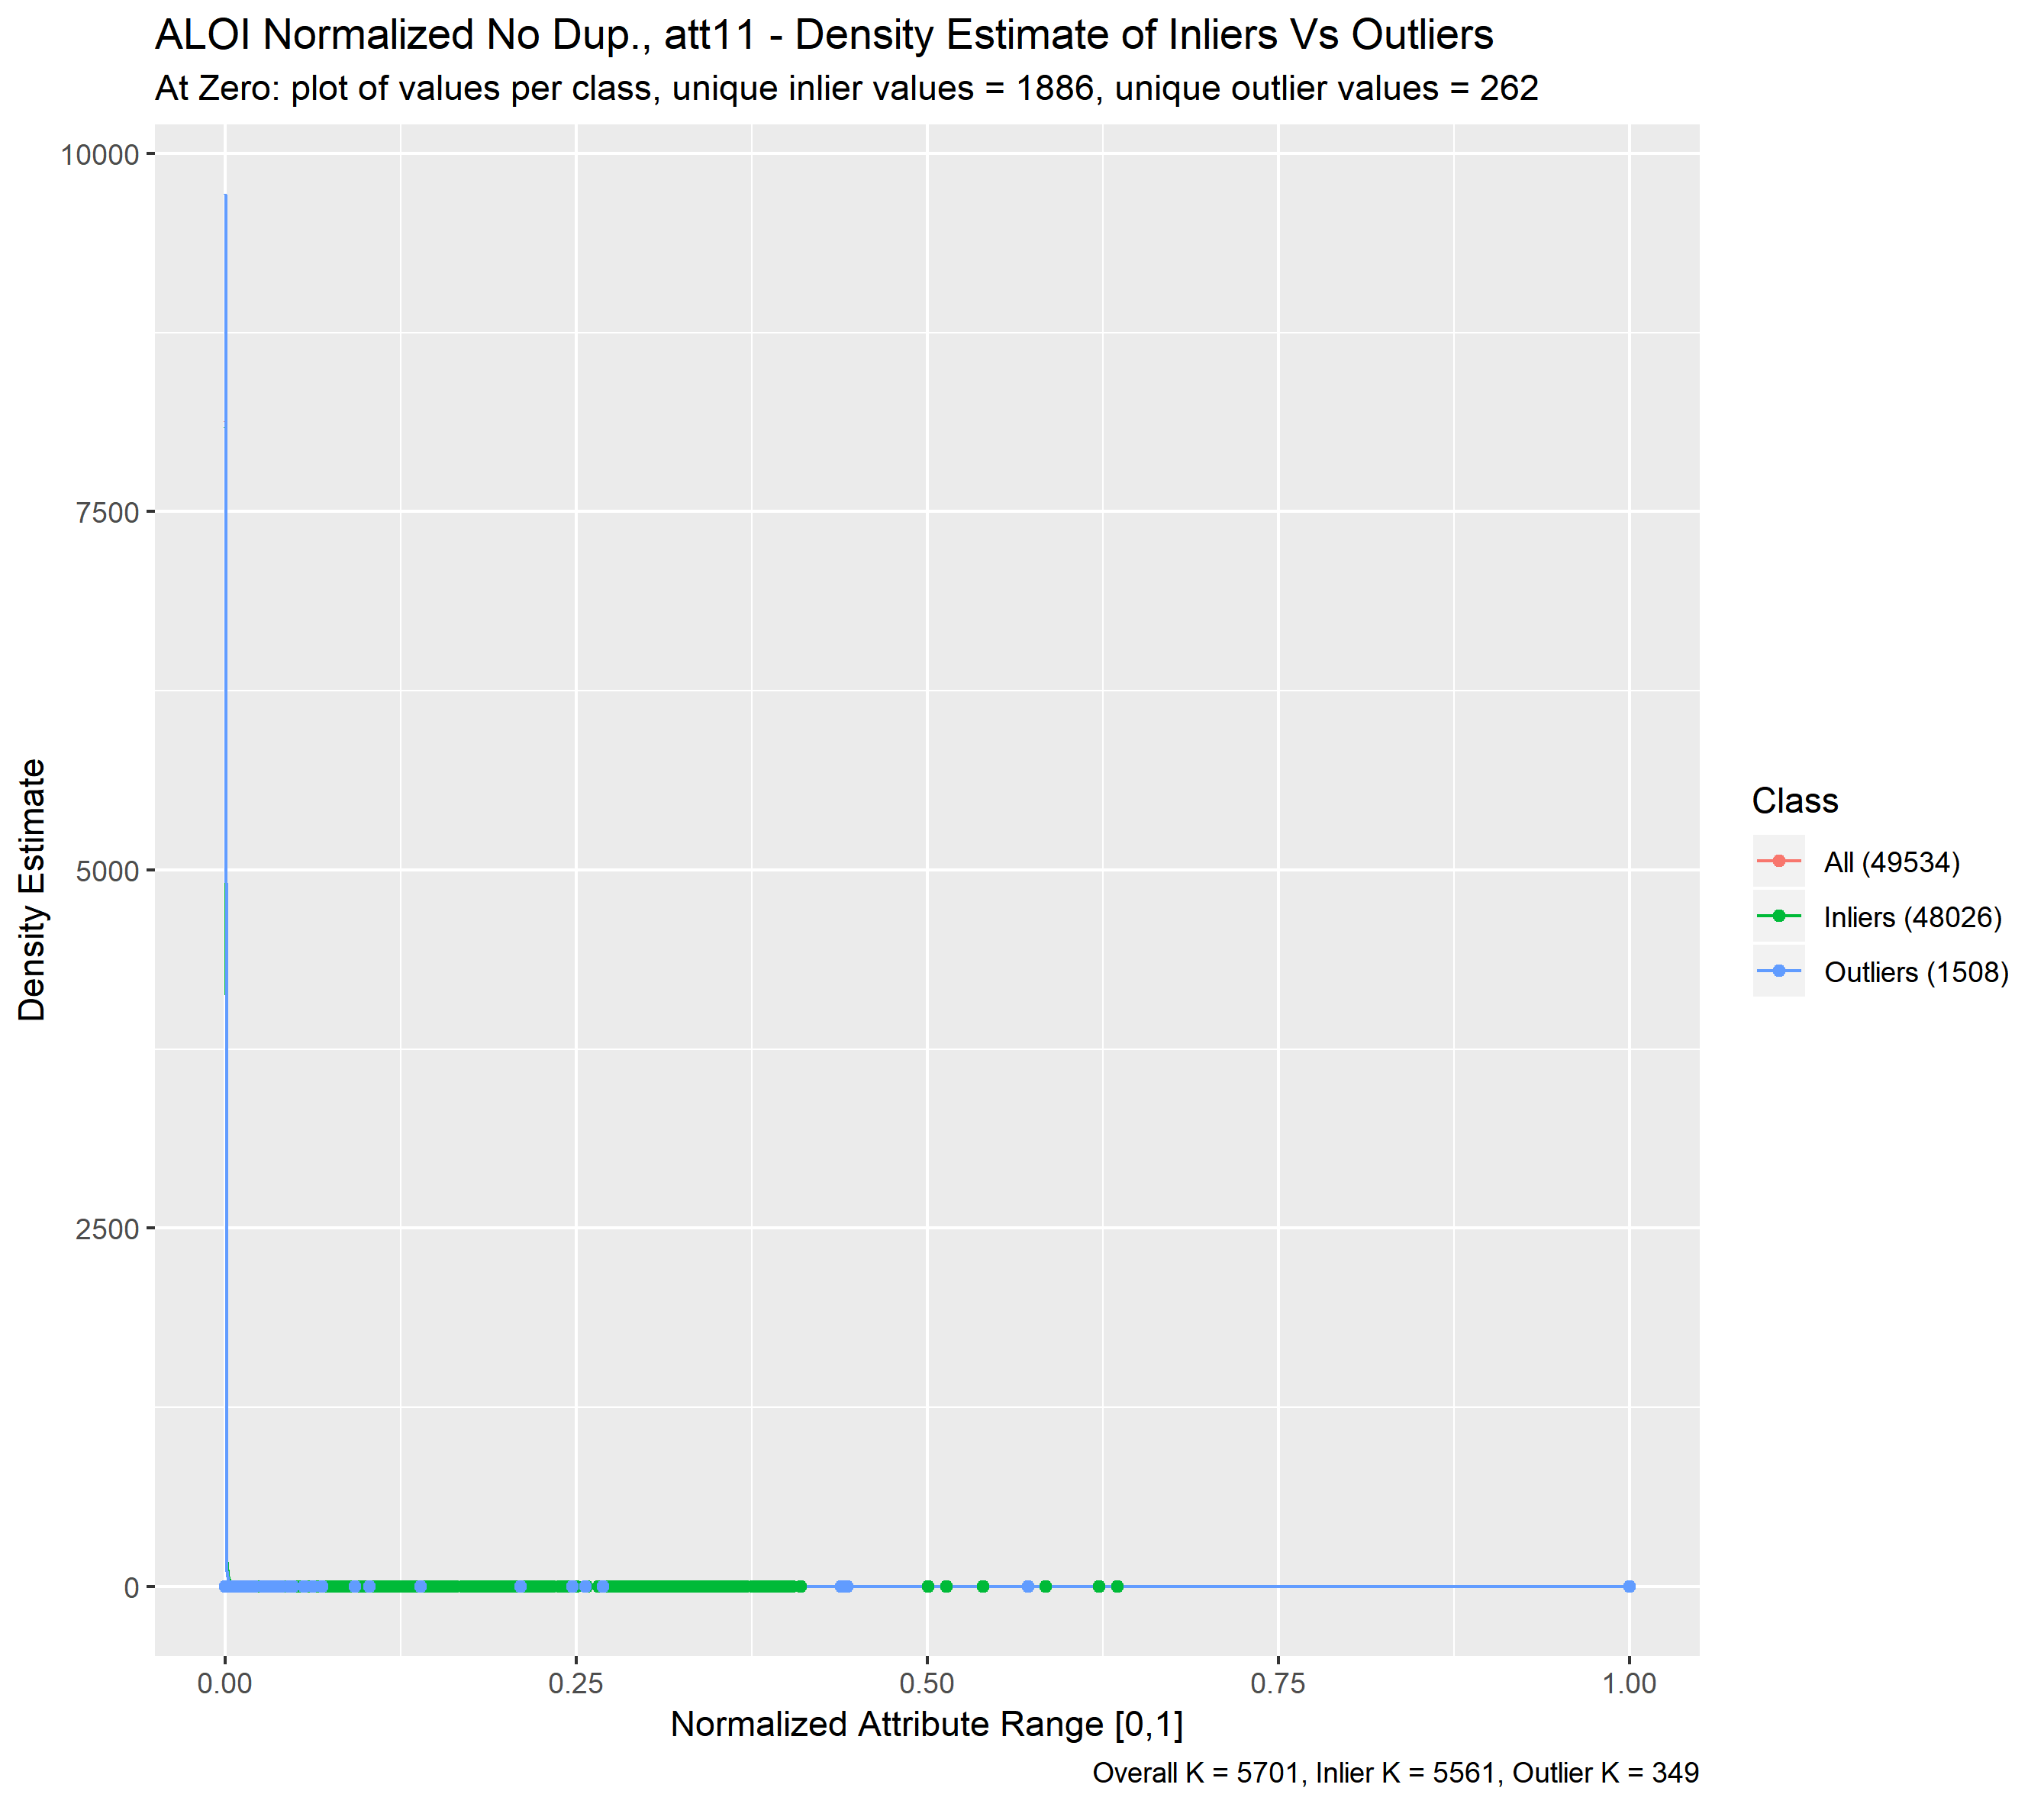 ALOI Normalized No Dup., att11 - Density Estimate of Inliers Vs Outliers
At Zero: plot of values per class, unique inlier values = 1886, unique outlier values = 262
10000
7500
5000
2500
0
Density Estimate
0.00
0.25
0.50
0.75
1.00
Normalized Attribute Range [0,1]
Overall K = 5701, Inlier K = 5561, Outlier K = 349
Class
All (49534)
Inliers (48026)
Outliers (1508)